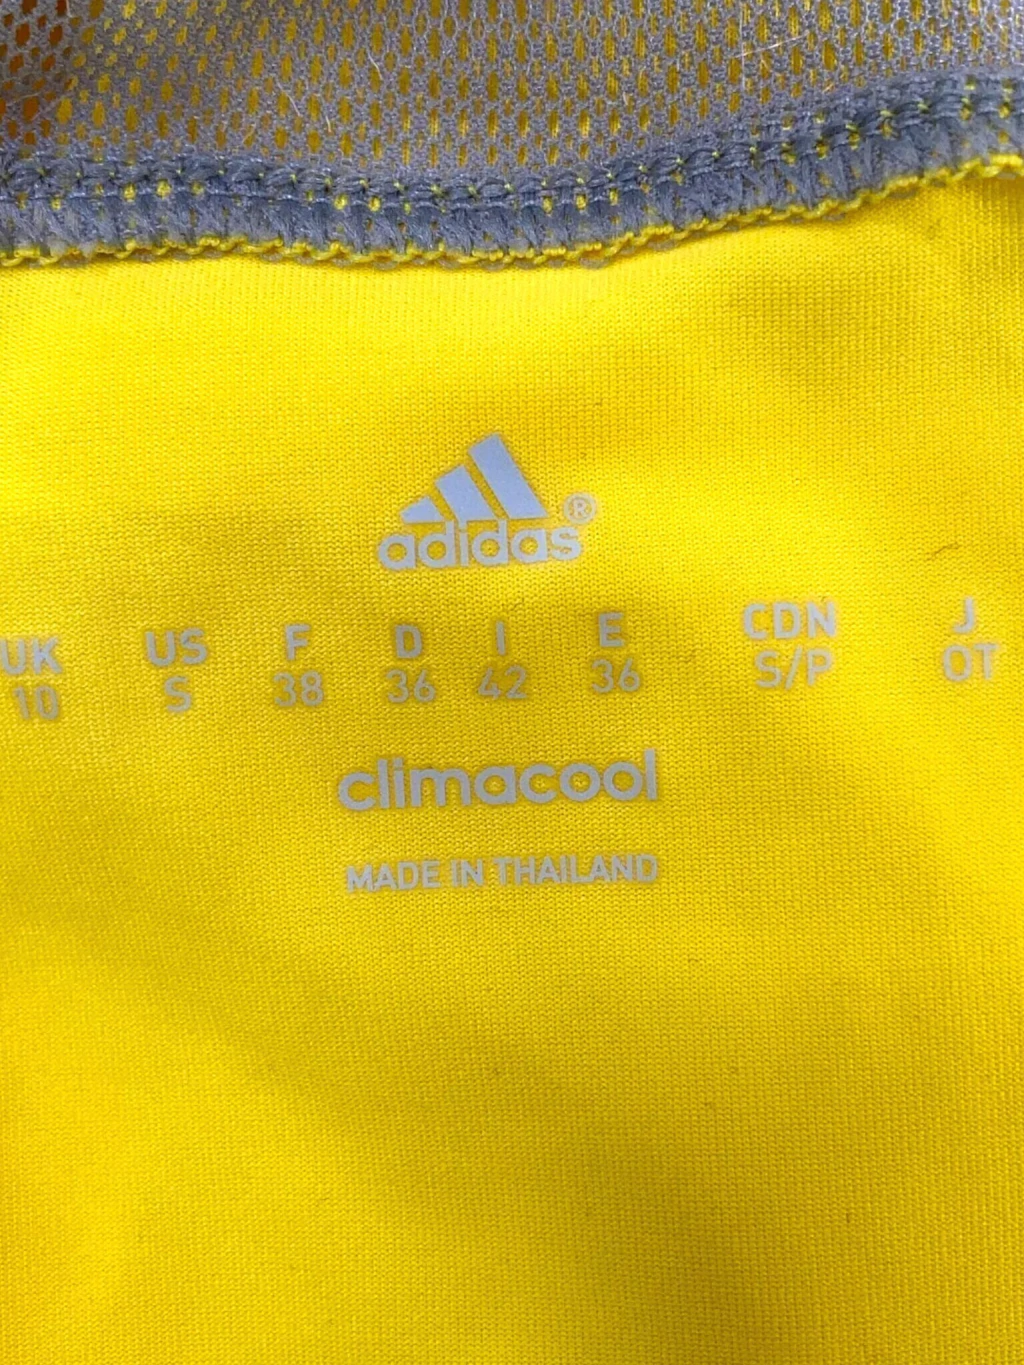 adidas®
UK US F D I E CDN J
10 S 38 36 42 36 S/P OT
climacool
MADE IN THAILAND